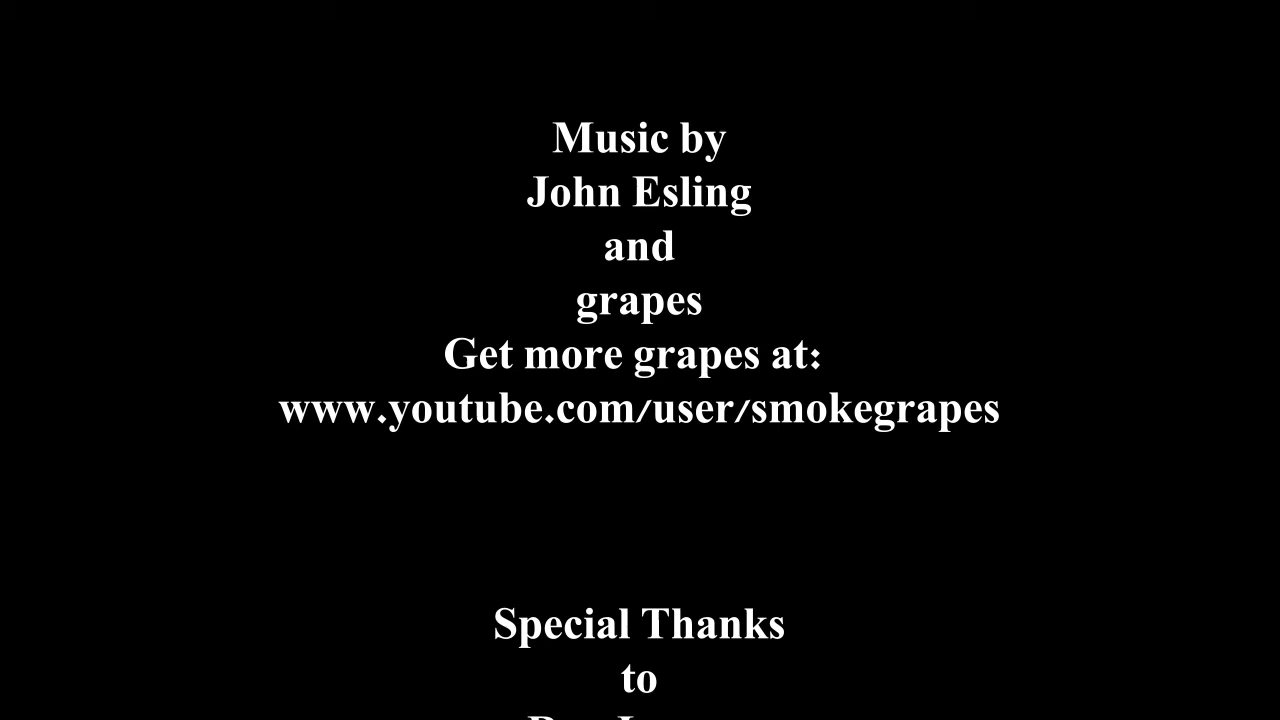 Music by
John Esling
and
grapes
Get more grapes at:
www.youtube.com/user/smokegrapes
Special Thanks
to